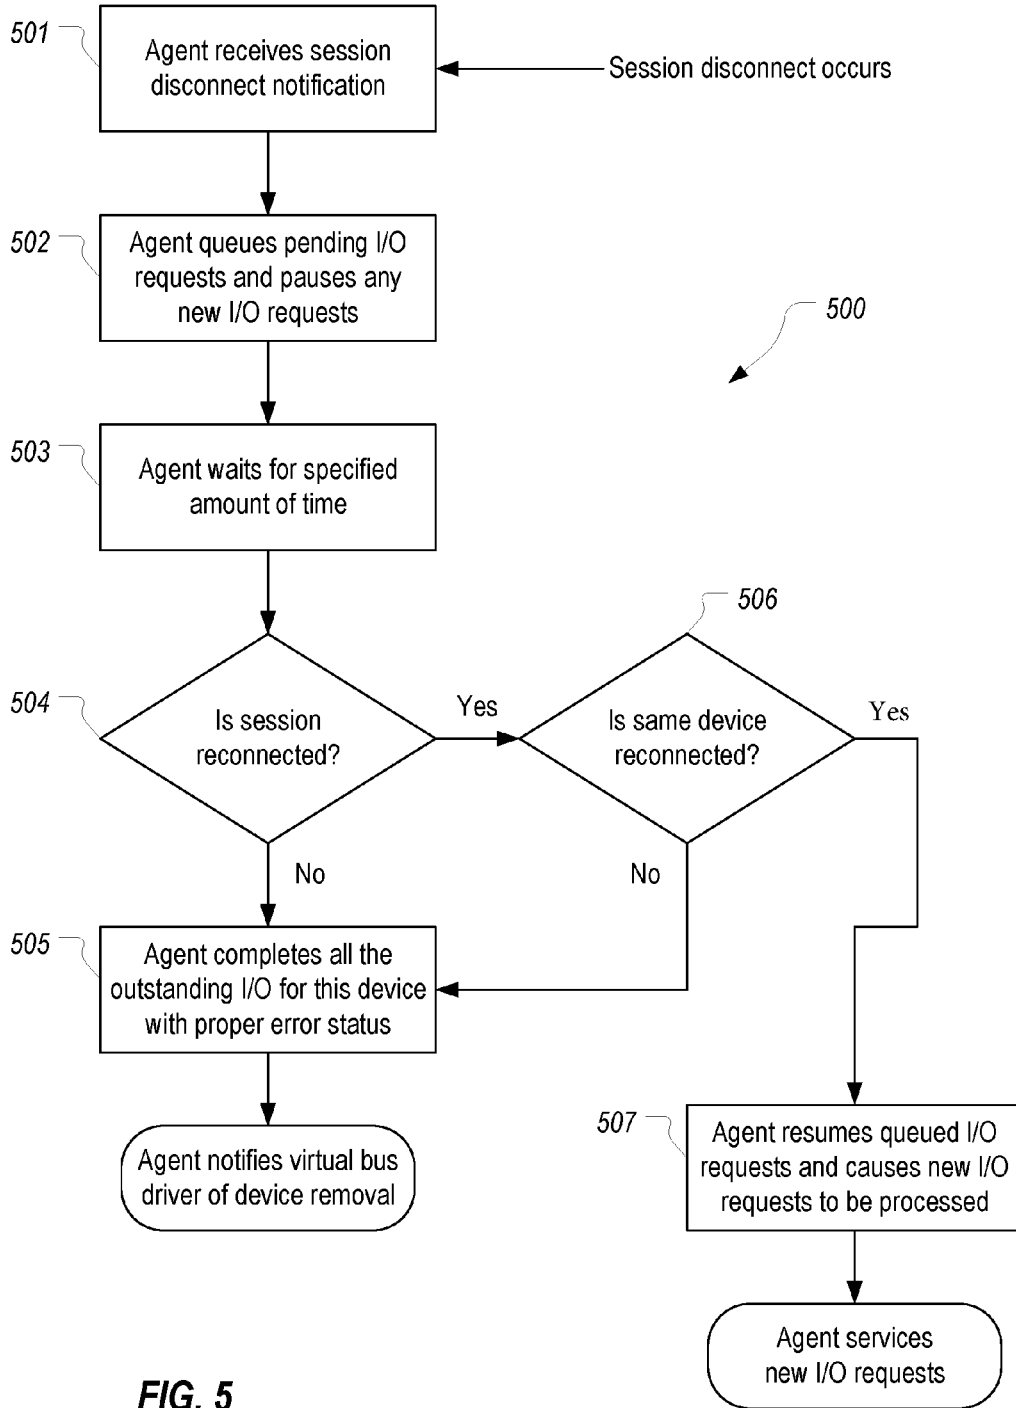 501
Agent receives session
disconnect notification
Session disconnect occurs
502
Agent queues pending I/O
requests and pauses any
new I/O requests
500
503
Agent waits for specified
amount of time
506
504
Is session
reconnected?
Yes
Is same device
reconnected?
Yes
No
No
505
Agent completes all the
outstanding I/O for this device
with proper error status
507
Agent resumes queued I/O
requests and causes new I/O
requests to be processed
Agent notifies virtual bus
driver of device removal
Agent services
new I/O requests
FIG. 5